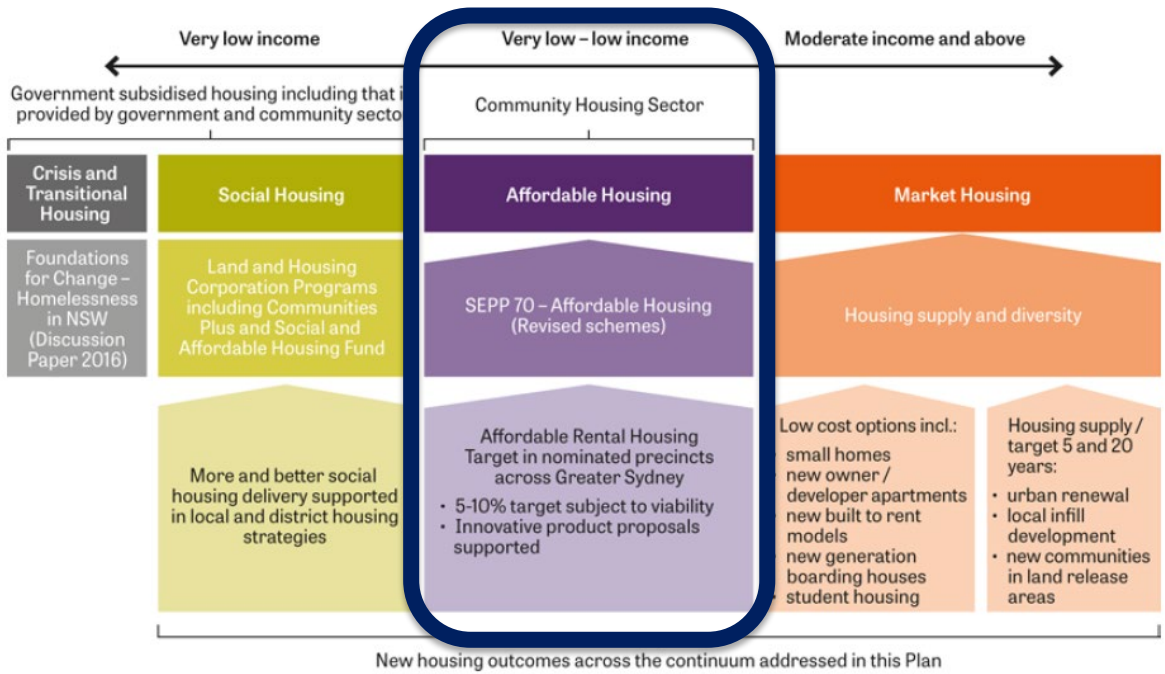 Very low income
Very low – low income
Moderate income and above
Government subsidised housing including that
provided by government and community
Community Housing Sector
Crisis and
Transitional
Housing
Social Housing
Affordable Housing
Market Housing
Foundations
for Change –
Homelessness
in NSW
(Discussion
Paper 2016)
Land and Housing
Corporation Programs
including Communities
Plus and Social and
Affordable Housing Fund
SEPP 70 – Affordable Housing
(Revised schemes)
Housing supply and diversity
More and better social
housing delivery supported
in local and district housing
strategies
Affordable Rental Housing
Target in nominated precincts
across Greater Sydney
• 5-10% target subject to viability
• Innovative product proposals
supported
Low cost options incl.:
small homes
new owner /
developer apartments
new built to rent
models
new generation
boarding houses
student housing
Housing supply /
target 5 and 20
years:
• urban renewal
• local infill
development
• new communities
in land release
areas
New housing outcomes across the continuum addressed in this Plan